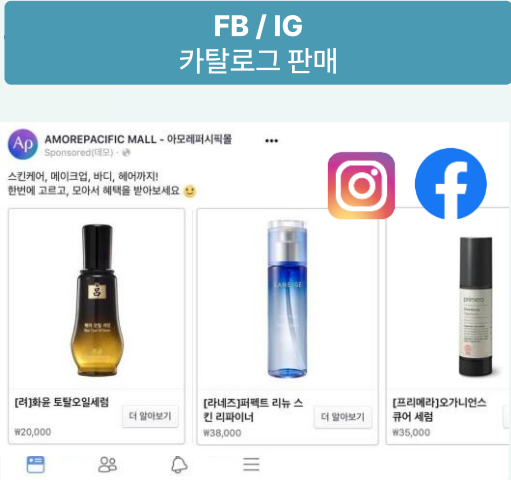 FB / IG
카탈로그 판매
Ap
AMOREPACIFIC MALL - 아모레퍼시픽몰
Sponsored(데모)
스킨케어, 메이크업, 바디, 헤어까지!
한번에 고르고, 모아서 혜택을 받아보세요
LANEIGE
primera
[려]화윤 토탈오일세럼
더 알아보기
₩20,000
[라네즈]퍼펙트 리뉴 스
킨 리파이너
더 알아보기
₩38,000
[프리메라]오가니언스
큐어 세럼
₩35,000